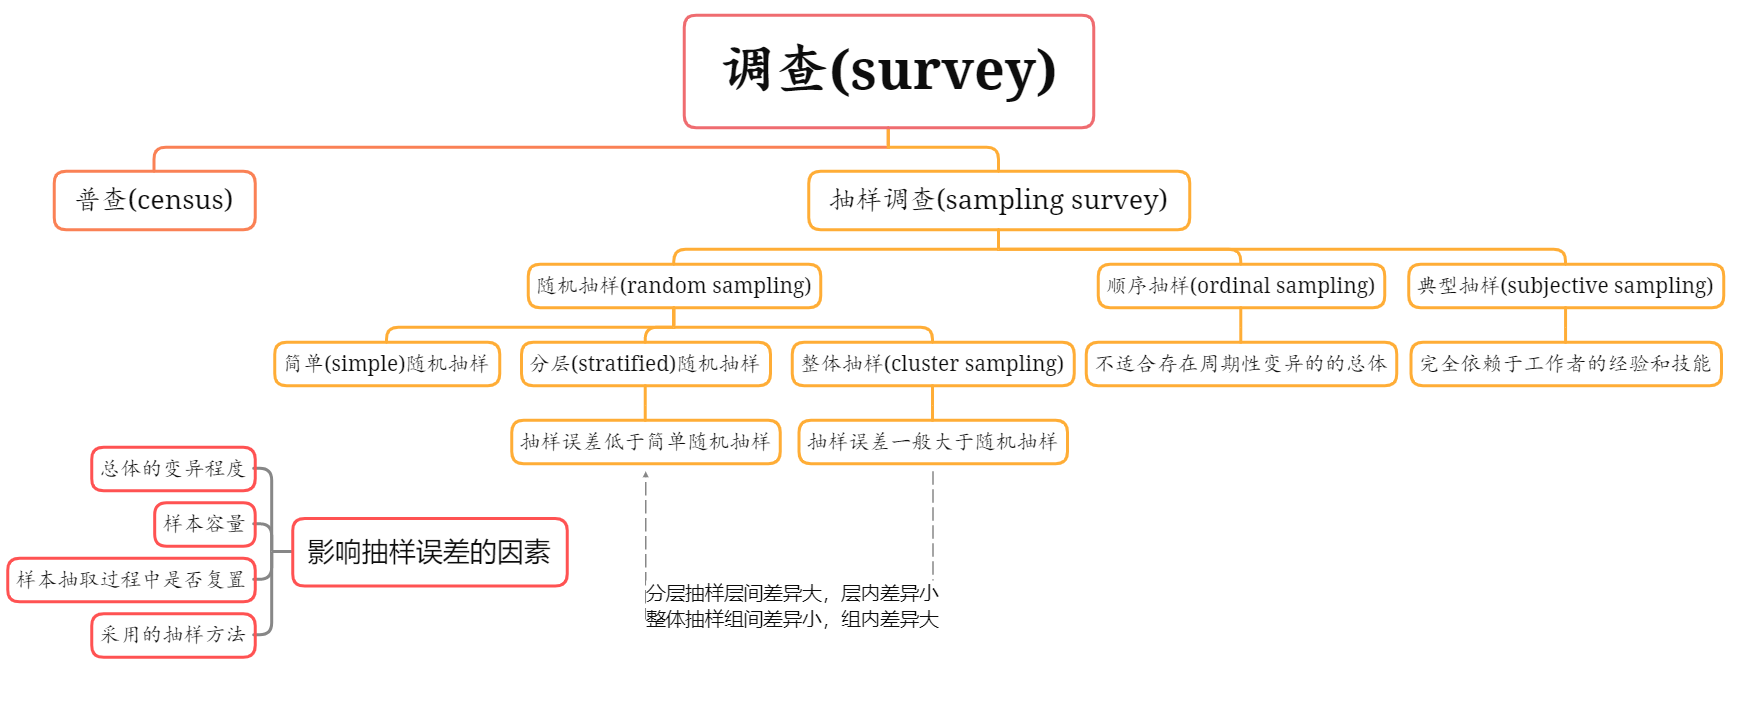 调查(survey)
普查(census)
抽样调查(sampling survey)
随机抽样(random sampling)
顺序抽样(ordinal sampling)
典型抽样(subjective sampling)
简单(simple)随机抽样
分层(stratified)随机抽样
整体抽样(cluster sampling)
不适合存在周期性变异的的总体
完全依赖于工作者的经验和技能
抽样误差低于简单随机抽样
抽样误差一般大于随机抽样
总体的变异程度
样本容量
样本抽取过程中是否复置
采用的抽样方法
影响抽样误差的因素
分层抽样层间差异大，层内差异小
整体抽样组间差异小，组内差异大